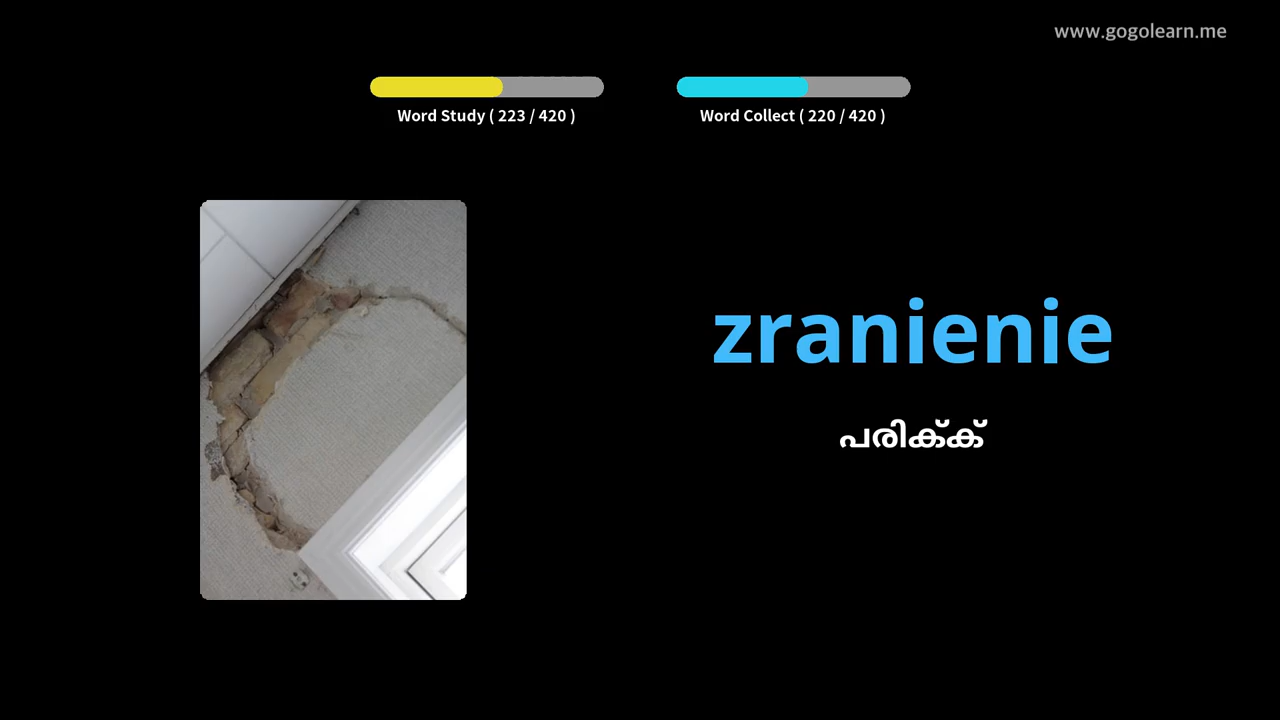 www.gogolearn.me
Word Study ( 223 / 420 )
Word Collect ( 220 / 420 )
zranienie
പരിക്ക്